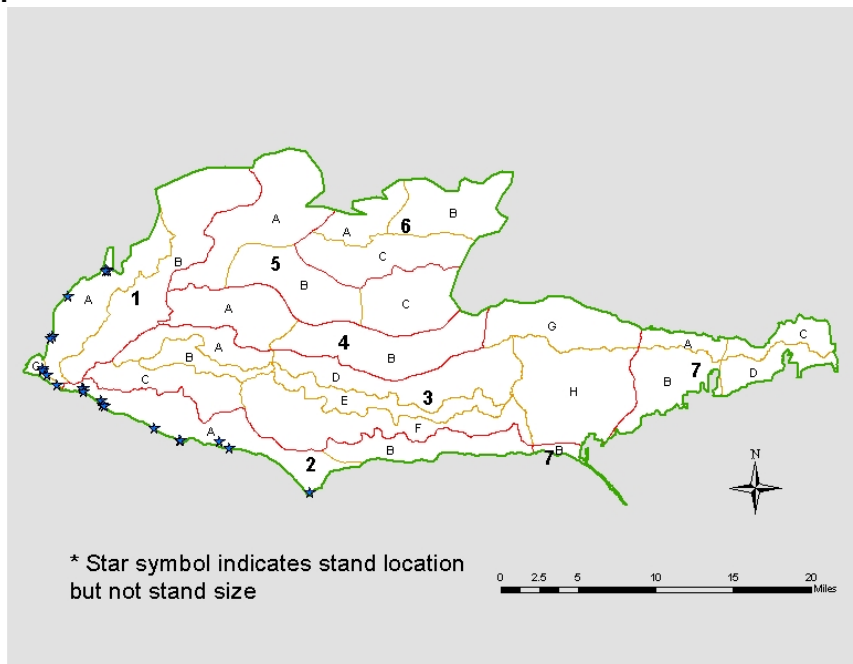 A
B
6
A
B
C
5
B
A
1
A
C
G
A
C
4
B
A
B
7
D
G
C
D
B
E
3
H
F
A
2
B
7
B
N
* Star symbol indicates stand location
but not stand size
0 2.5 5 10 15 20
Miles